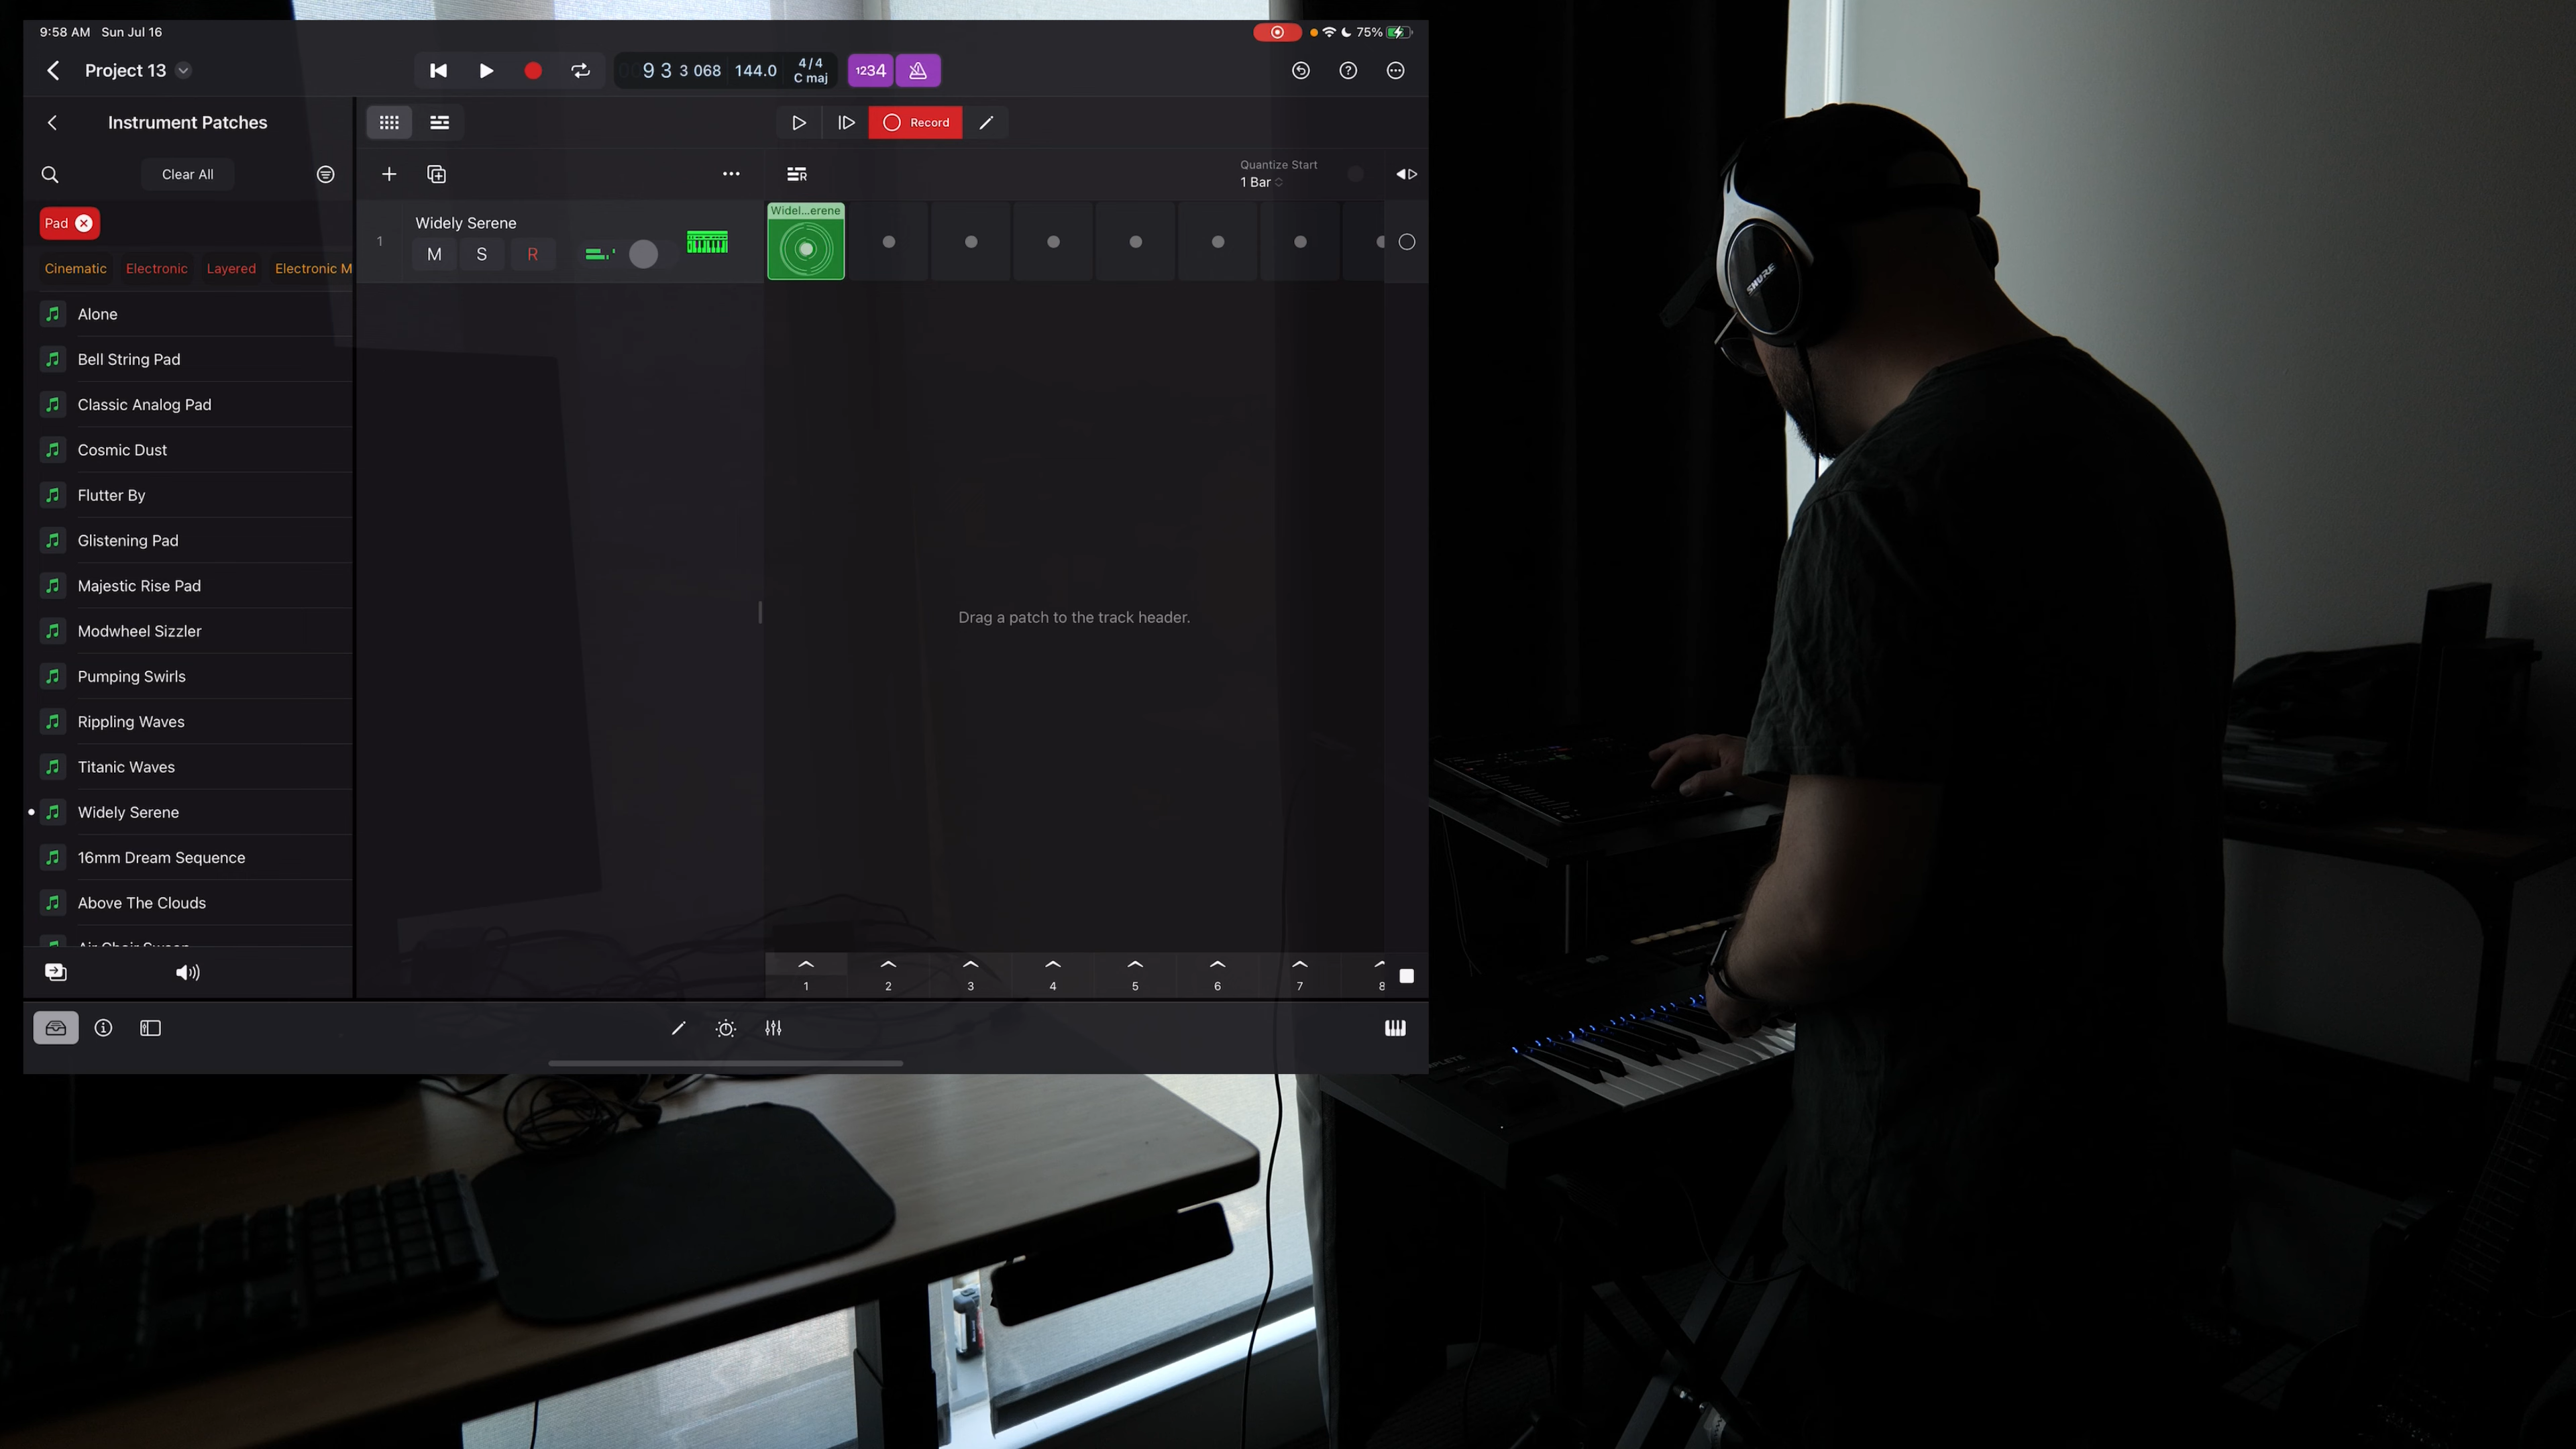 9:58 AM Sun Jul 16
75%
Project 13
9 3 3 068 144.0 4/4 C maj
1234
Instrument Patches
Record
Clear All
Quantize Start
1 Bar
Pad
Cinematic Electronic Layered Electronic M
1
Widely Serene
M S R
Widel...erene
Alone
Bell String Pad
Classic Analog Pad
Cosmic Dust
Flutter By
Glistening Pad
Majestic Rise Pad
Modwheel Sizzler
Pumping Swirls
Rippling Waves
Titanic Waves
Widely Serene
16mm Dream Sequence
Above The Clouds
Drag a patch to the track header.
1 2 3 4 5 6 7 8
SHURE